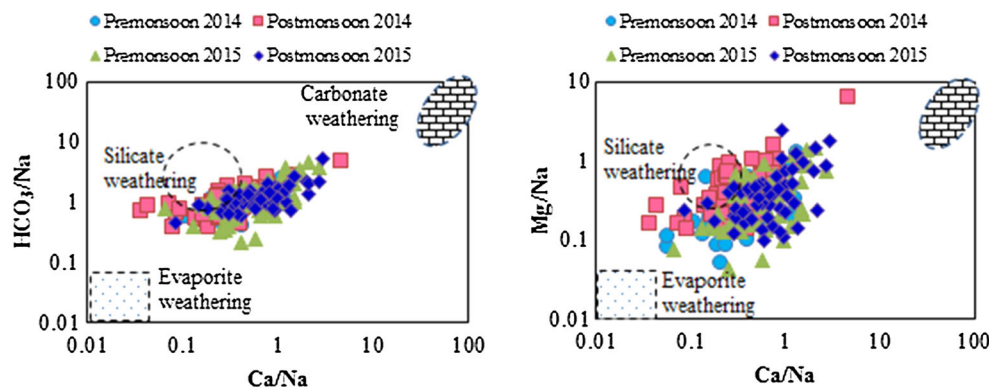 Premonsoon 2014 Postmonsoon 2014
Premonsoon 2015 Postmonsoon 2015
100
10
1
0.1
0.01
HCO3/Na
Carbonate
weathering
Silicate
weathering
Evaporite
weathering
0.01 0.1 1 10 100
Ca/Na
Premonsoon 2014 Postmonsoon 2014
Premonsoon 2015 Postmonsoon 2015
10
1
0.1
0.01
Mg/Na
Silicate
weathering
Evaporite
weathering
0.01 0.1 1 10 100
Ca/Na